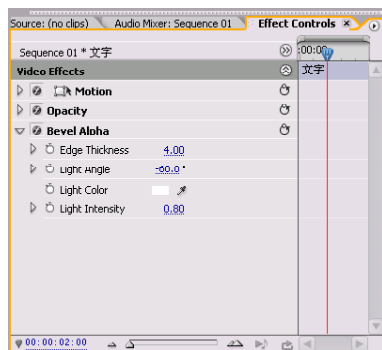 Source: (no clips) Audio Mixer: Sequence 01 Effect Controls ×
Sequence 01 * 文字 :00:00
Video Effects 文字
Motion
Opacity
Bevel Alpha
Edge Thickness 4.00
Light Angle -60.0 °
Light Color
Light Intensity 0.80
00:00:02:00